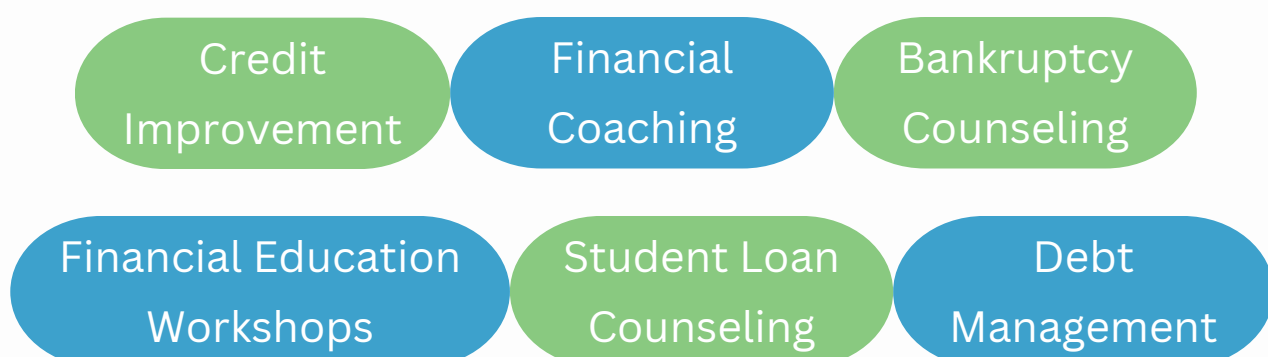 Credit
Improvement
Financial
Coaching
Bankruptcy
Counseling
Financial Education
Workshops
Student Loan
Counseling
Debt
Management